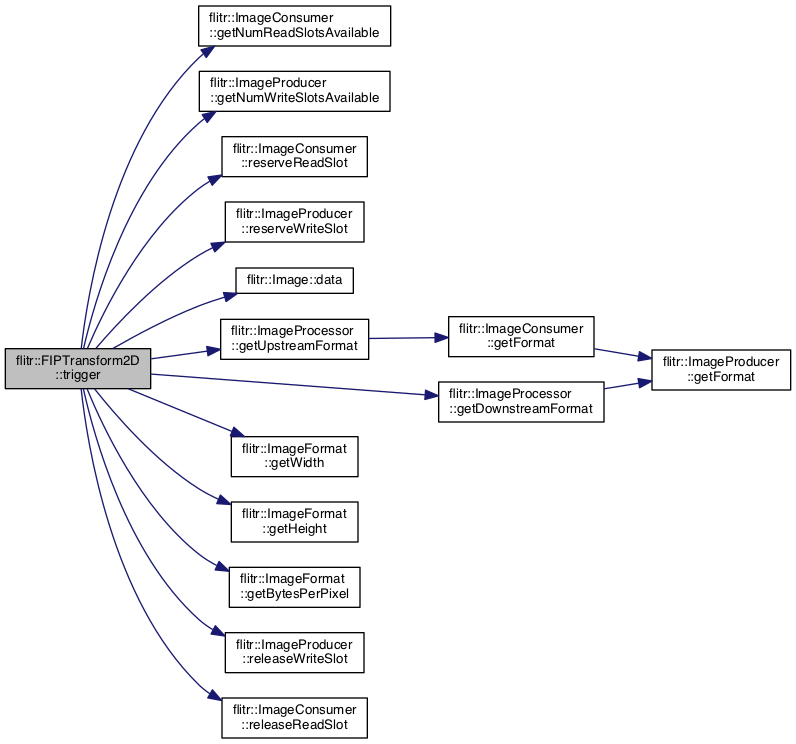 flitr::ImageConsumer
::getNumReadSlotsAvailable
flitr::ImageProducer
::getNumWriteSlotsAvailable
flitr::ImageConsumer
::reserveReadSlot
flitr::ImageProducer
::reserveWriteSlot
flitr::Image::data
flitr::ImageProcessor
::getUpstreamFormat
flitr::ImageConsumer
::getFormat
flitr::FIPTransform2D
::trigger
flitr::ImageProducer
::getFormat
flitr::ImageProcessor
::getDownstreamFormat
flitr::ImageFormat
::getWidth
flitr::ImageFormat
::getHeight
flitr::ImageFormat
::getBytesPerPixel
flitr::ImageProducer
::releaseWriteSlot
flitr::ImageConsumer
::releaseReadSlot